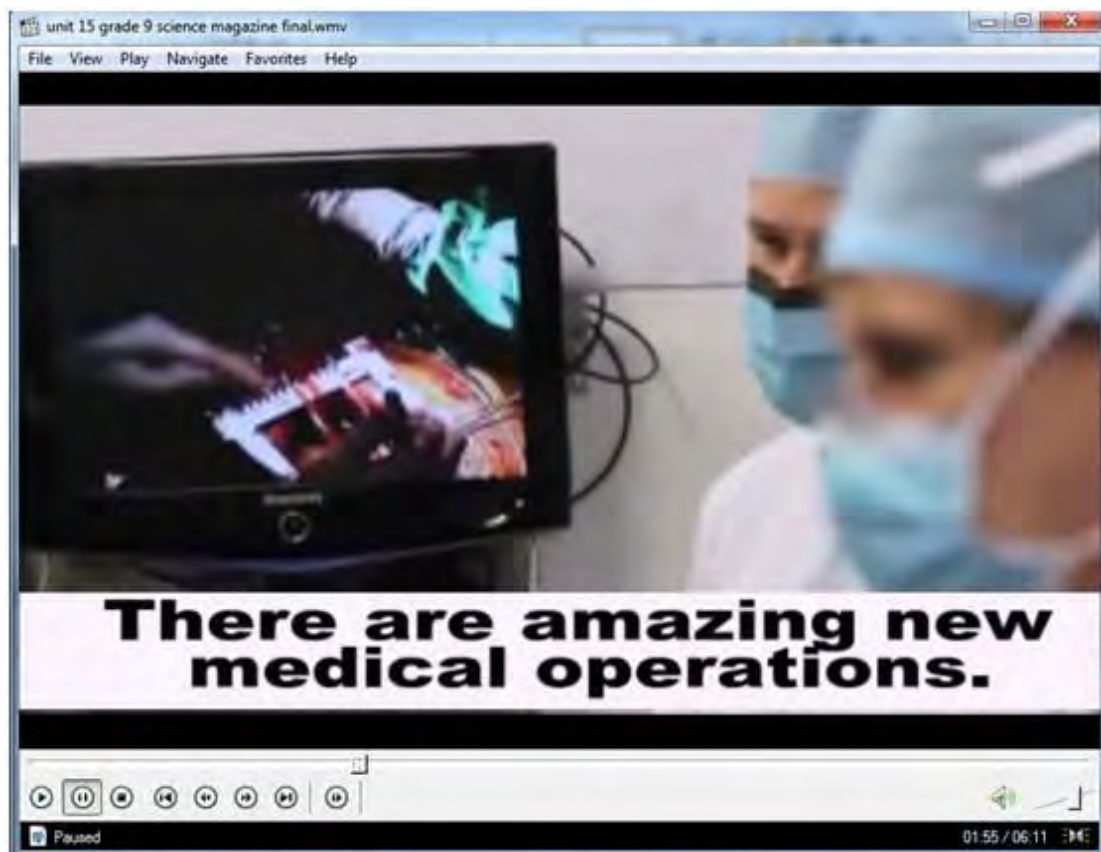 unit 15 grade 9 science magazine final.wmv
File View Play Navigate Favorites Help
There are amazing new
medical operations.
Paused
01:55 / 06:11